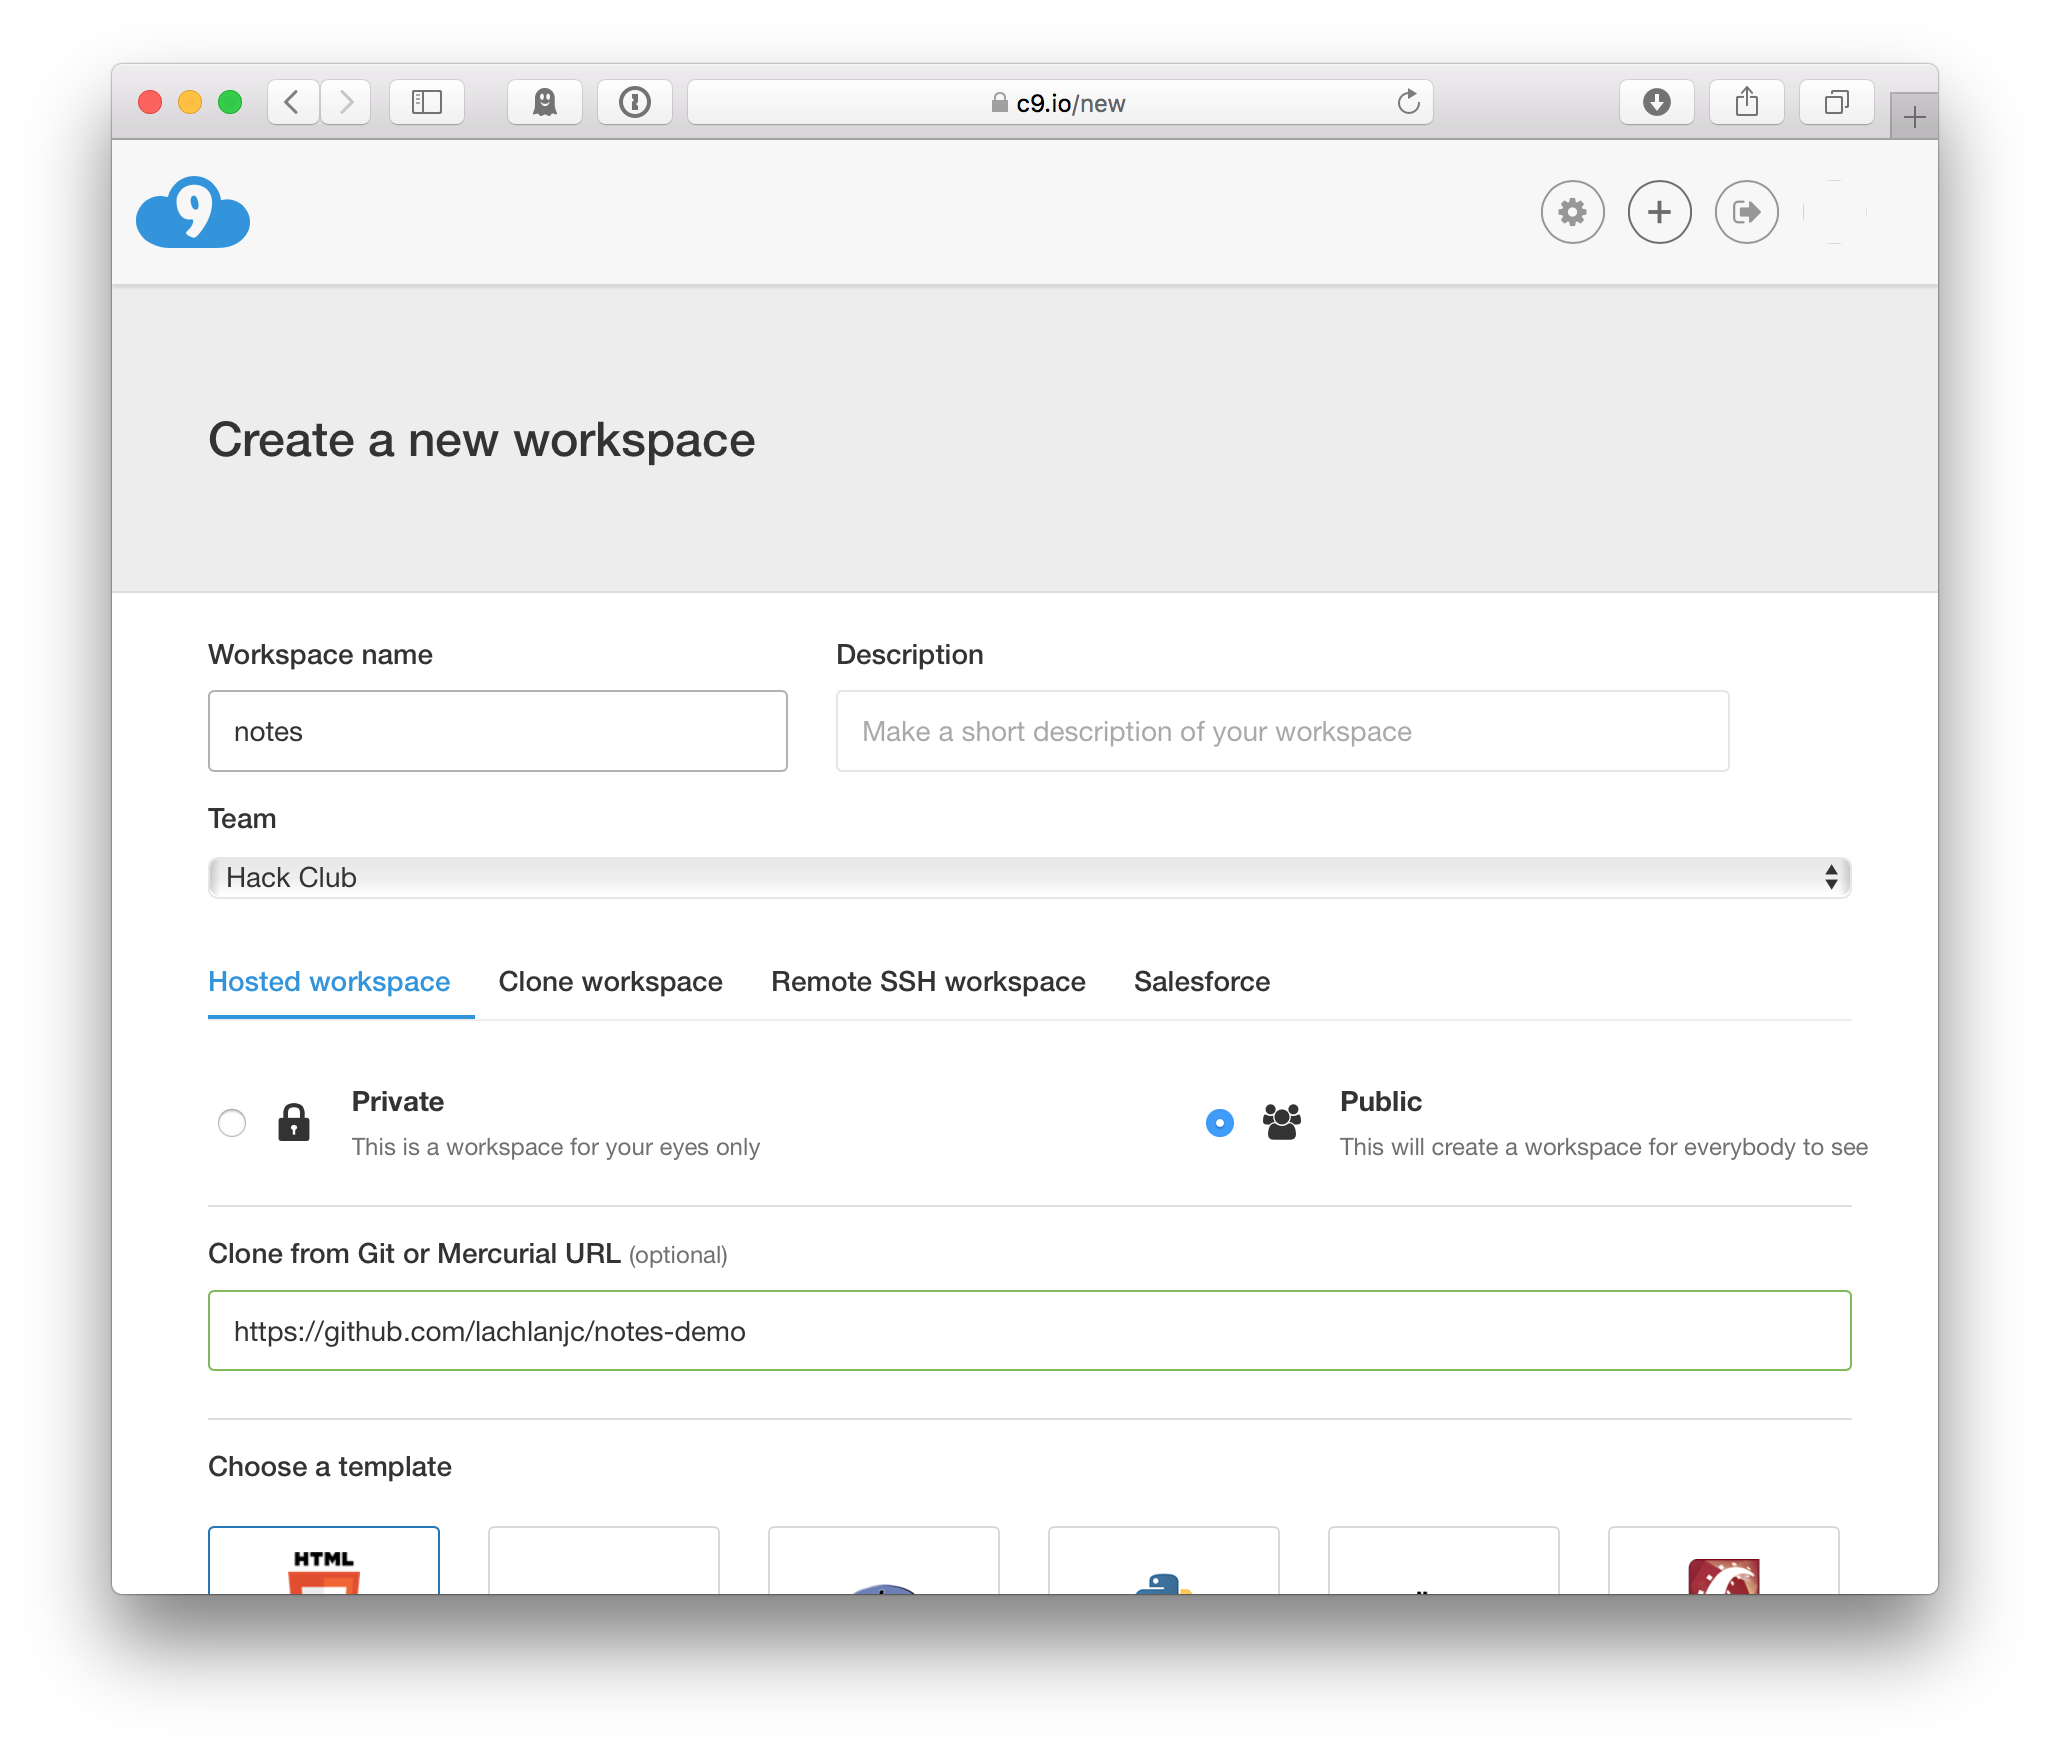 c9.io/new
9
Create a new workspace
Workspace name
Description
notes
Make a short description of your workspace
Team
Hack Club
Hosted workspace Clone workspace Remote SSH workspace Salesforce
Private
This is a workspace for your eyes only
Public
This will create a workspace for everybody to see
Clone from Git or Mercurial URL (optional)
https://github.com/lachlanjc/notes-demo
Choose a template
HTML